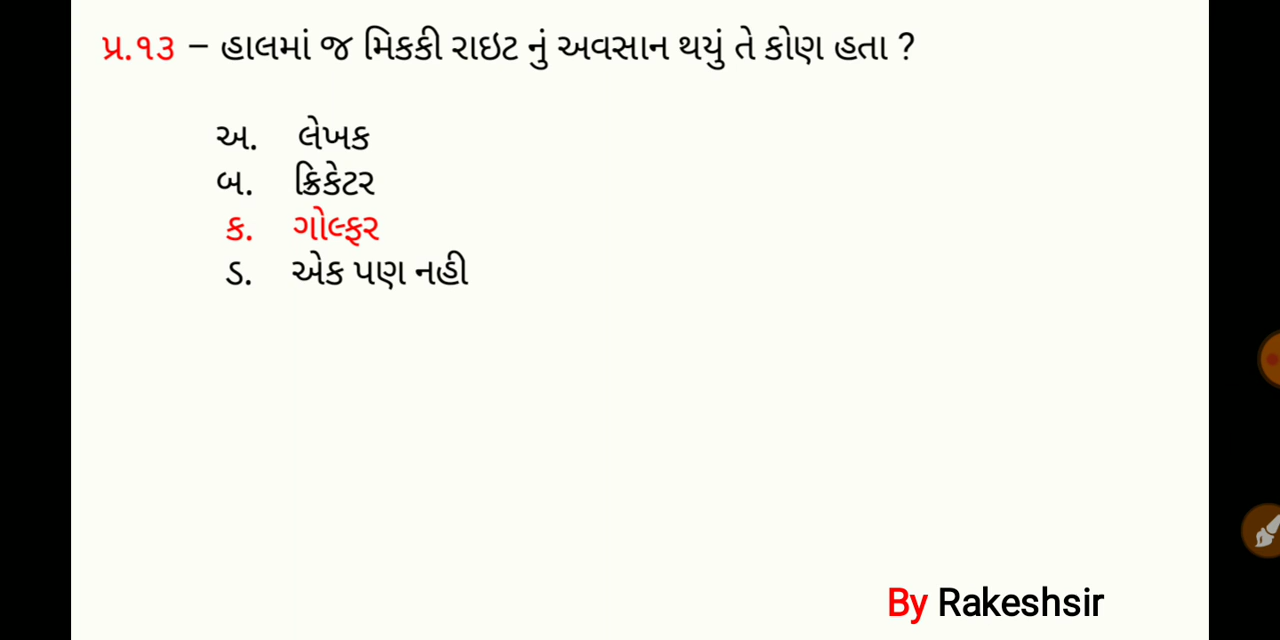 પ્ર.૧૩ – હાલમાં જ મિકકી રાઇટ નું અવસાન થયું તે કોણ હતા ?
અ. લેખક
બ. ક્રિકેટર
ક. ગોલ્ફર
ડ. એક પણ નહી
By Rakeshsir